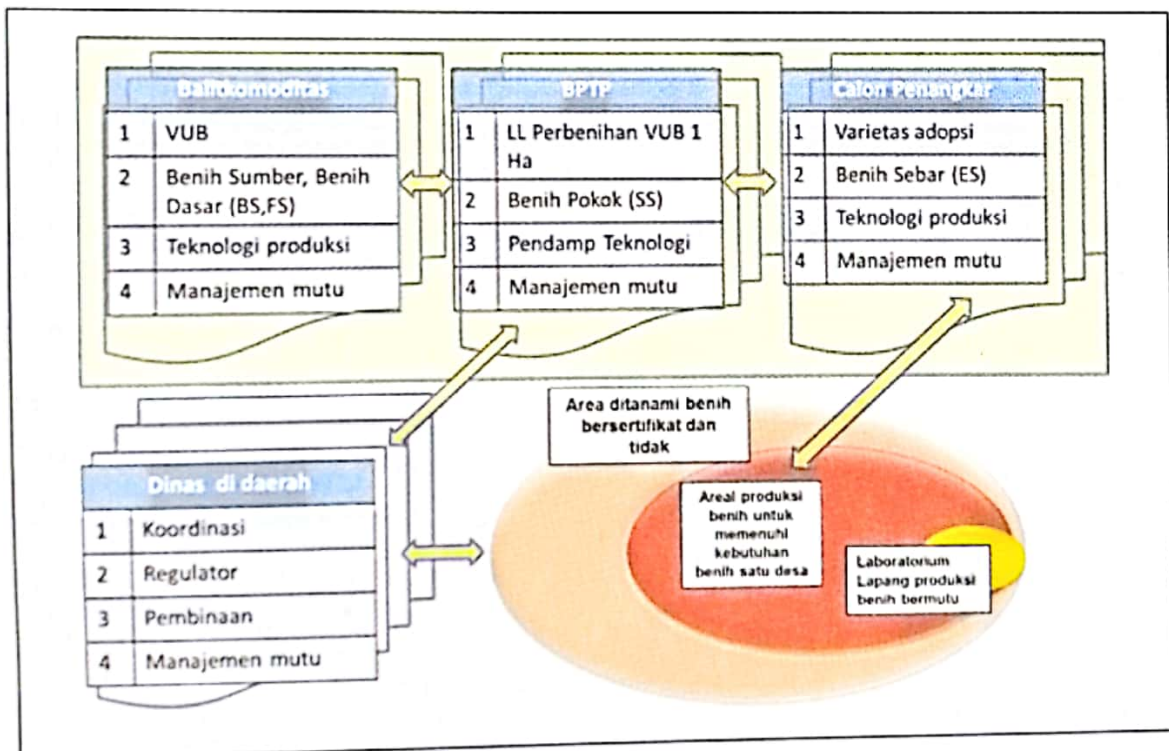 Balitkomoditas
1 VUB
2 Benih Sumber, Benih
Dasar (BS,FS)
3 Teknologi produksi
4 Manajemen mutu
BPTP
1 LL Perbenihan VUB 1
Ha
2 Benih Pokok (SS)
3 Pendamp Teknologi
4 Manajemen mutu
Calon Penangkar
1 Varietas adopsi
2 Benih Sebar (ES)
3 Teknologi produksi
4 Manajemen mutu
Dinas di daerah
1 Koordinasi
2 Regulator
3 Pembinaan
4 Manajemen mutu
Area ditanami benih
bersertifikat dan
tidak
Areal produksi
benih untuk
memenuhi
kebutuhan
benih satu desa
Laboratorium
Lapang produksi
benih bermutu